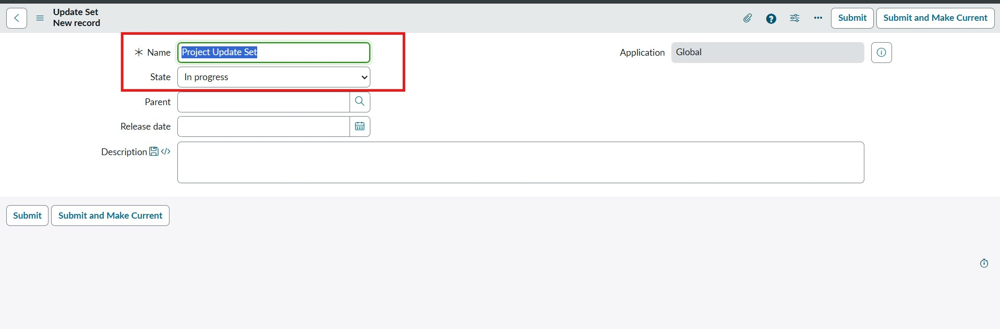 Update Set
New record
Submit
Submit and Make Current
Name Project Update Set
Application Global
State In progress
Parent
Release date
Description
Submit
Submit and Make Current